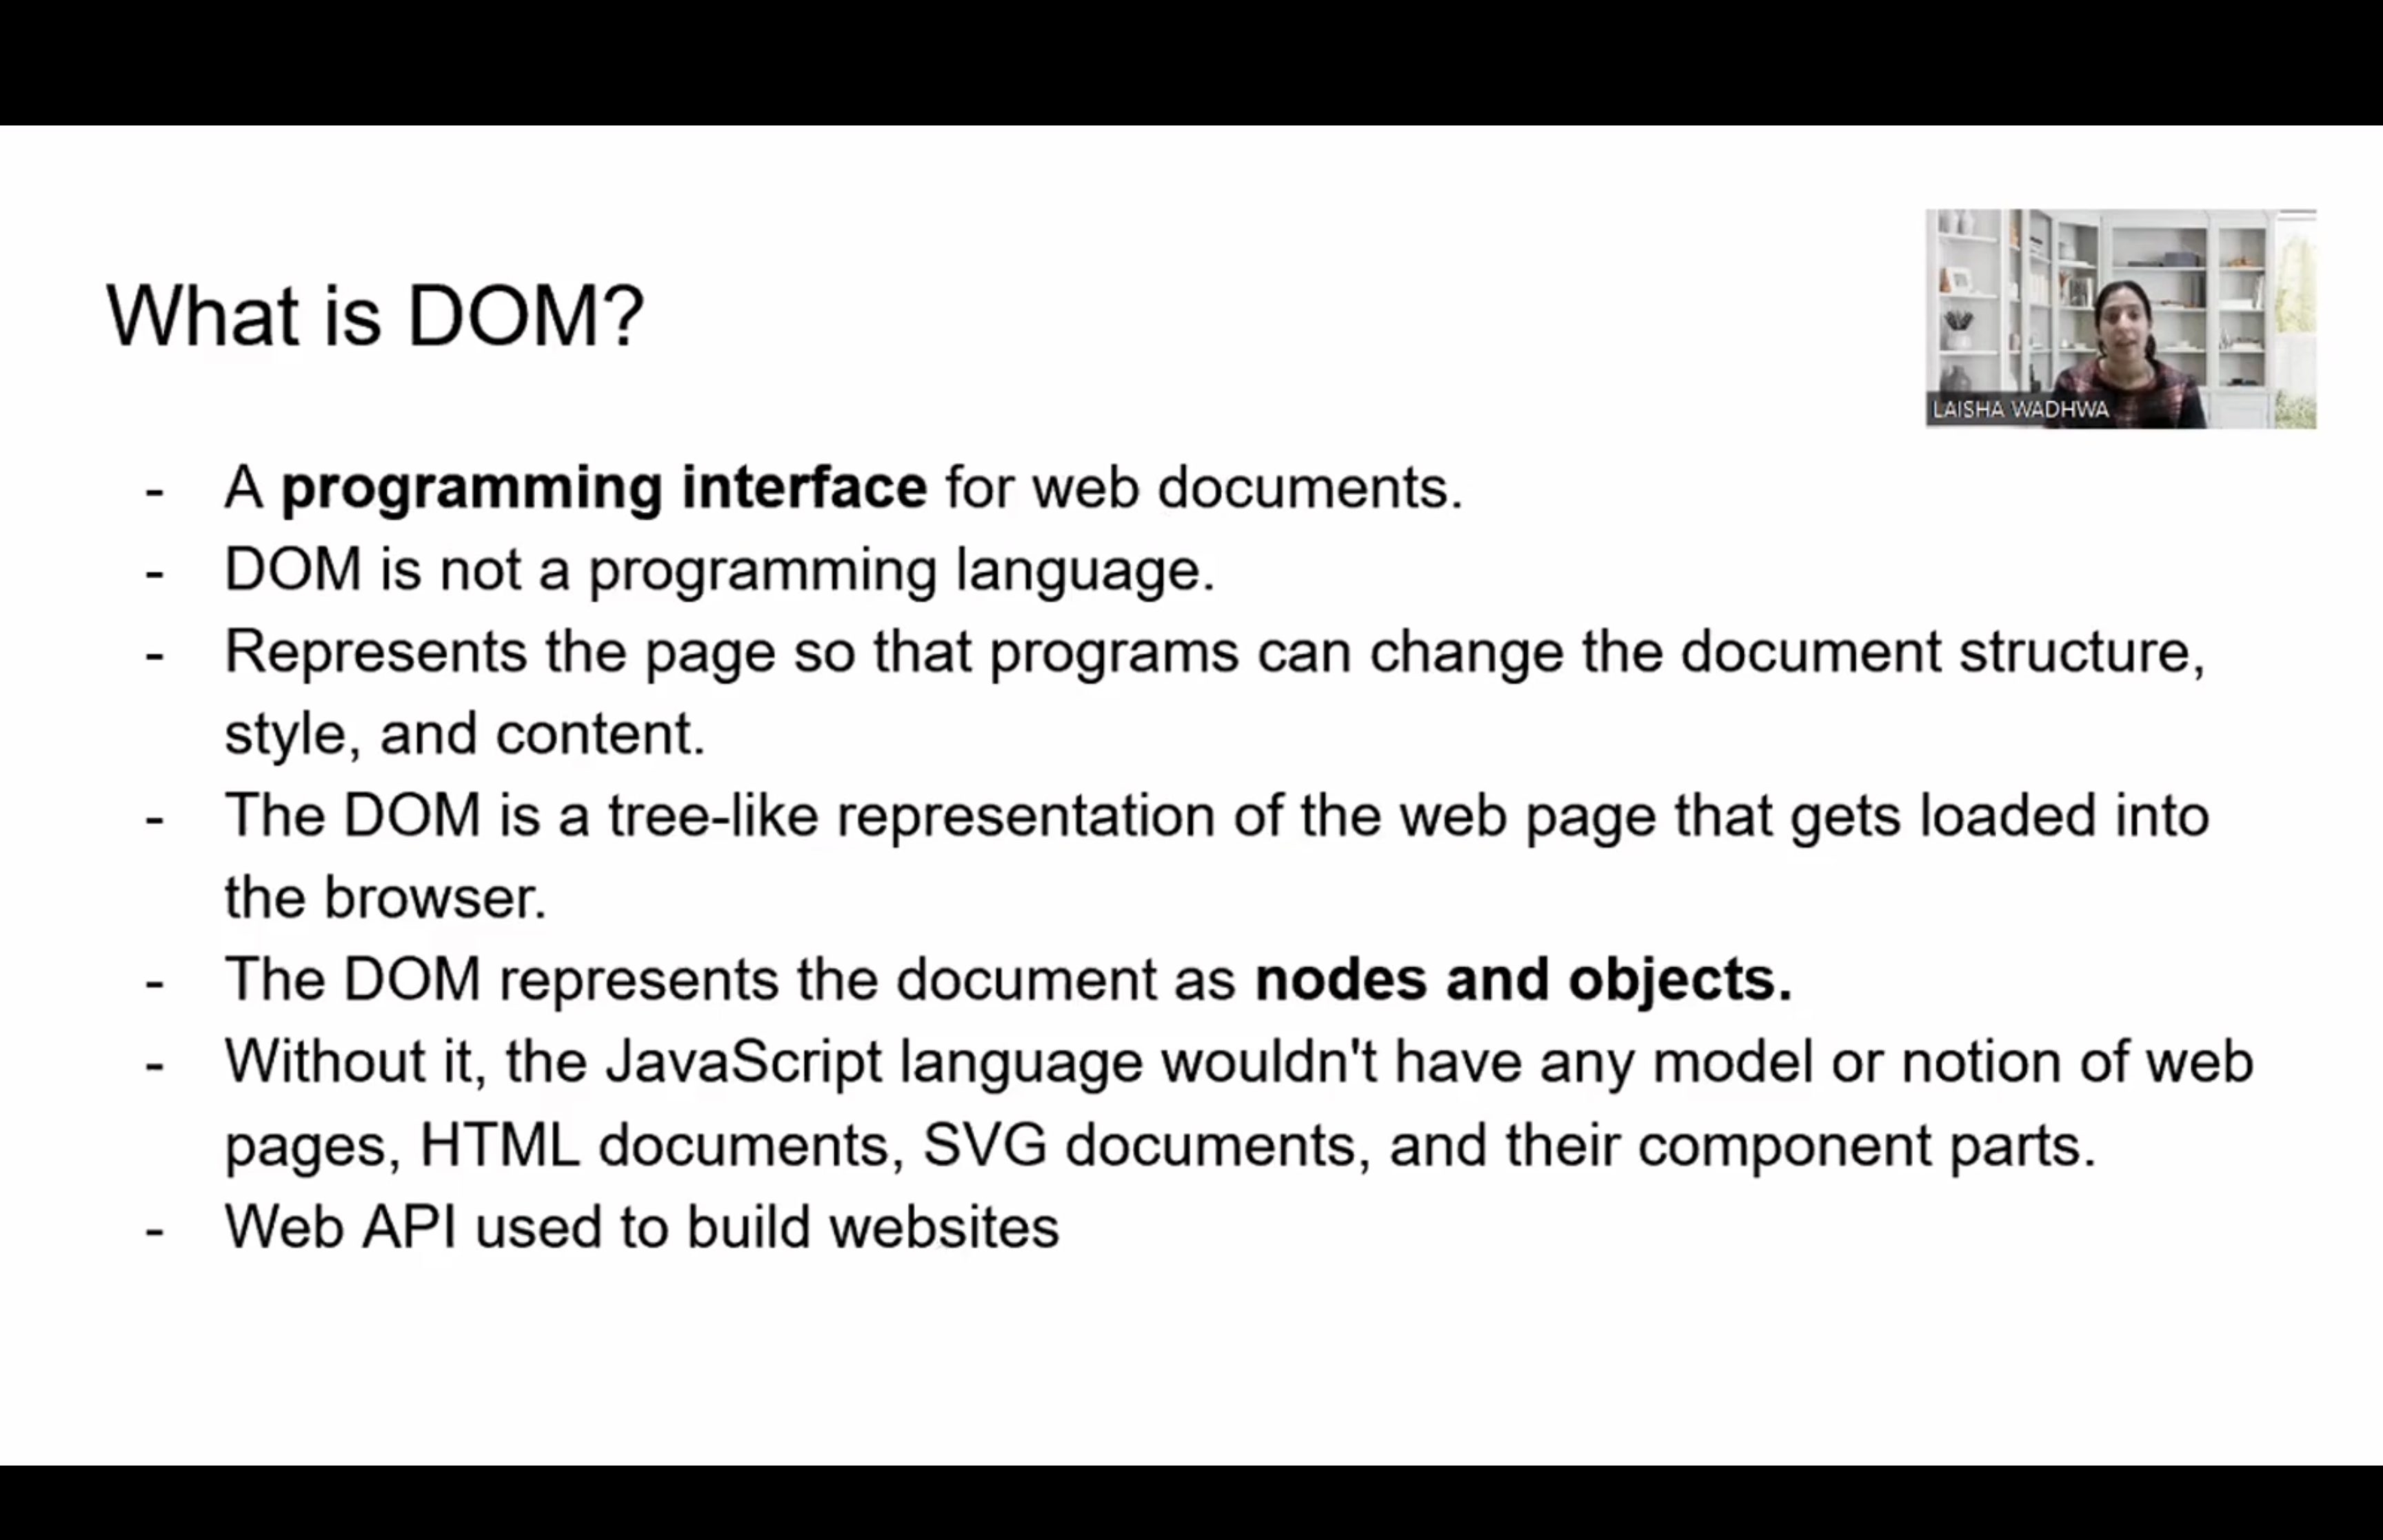 What is DOM?
LAISHA WADHWA
- A programming interface for web documents.
- DOM is not a programming language.
- Represents the page so that programs can change the document structure,
style, and content.
- The DOM is a tree-like representation of the web page that gets loaded into
the browser.
- The DOM represents the document as nodes and objects.
- Without it, the JavaScript language wouldn't have any model or notion of web
pages, HTML documents, SVG documents, and their component parts.
- Web API used to build websites